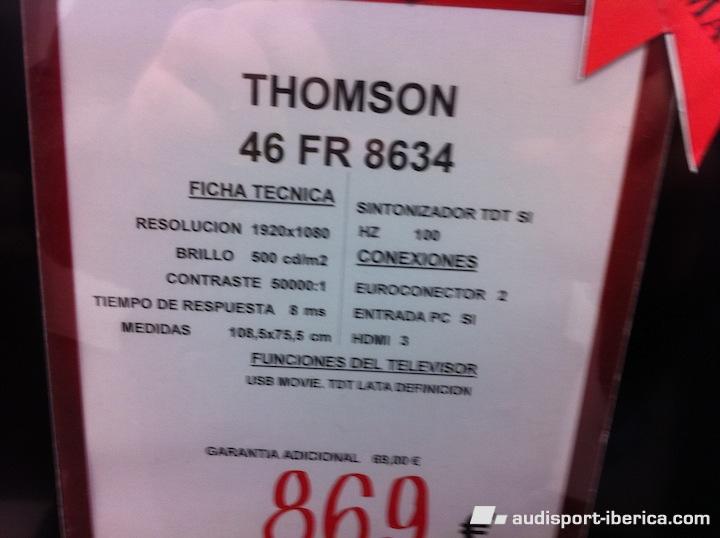 THOMSON
46 FR 8634
FICHA TECNICA
RESOLUCION 1920x1080
BRILLO 500 cd/m2
CONTRASTE 50000:1
TIEMPO DE RESPUESTA 8 ms
MEDIDAS 108,5x75,5 cm
SINTONIZADOR TDT SI
HZ 100
CONEXIONES
EUROCONECTOR 2
ENTRADA PC SI
HDMI 3
FUNCIONES DEL TELEVISOR
USB MOVIE. TDT LATA DEFINICION
GARANTIA ADICIONAL 69,00 €
869 €
audisport-iberica.com